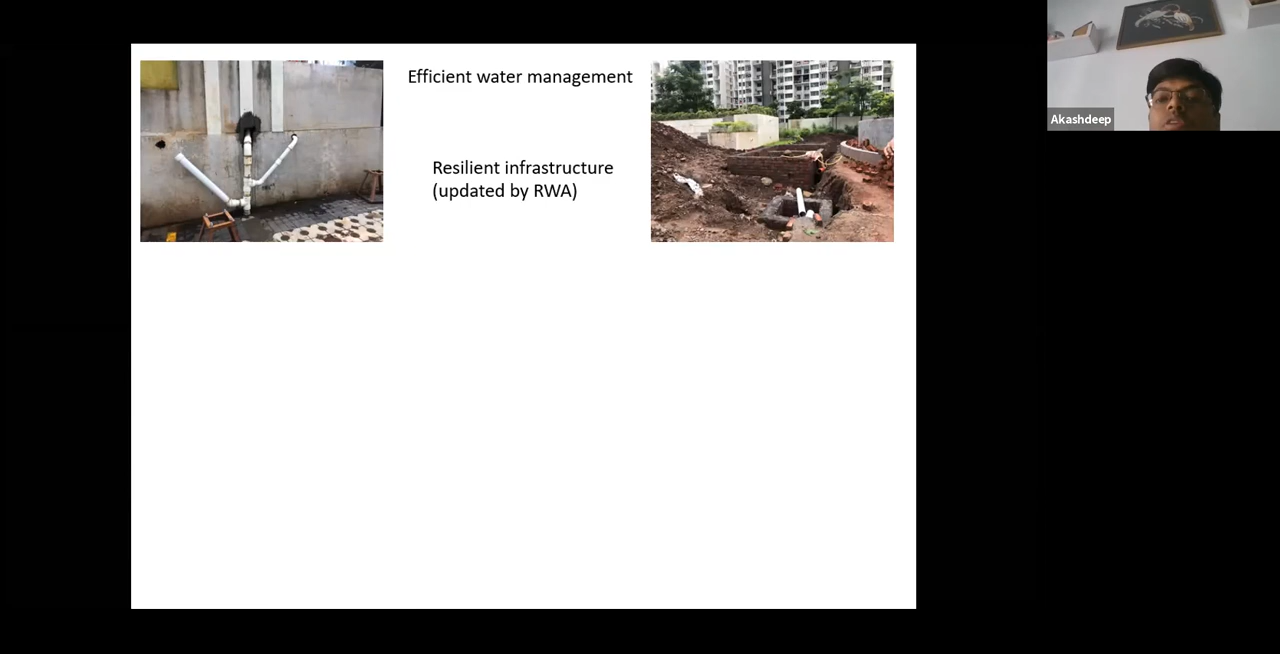 Efficient water management
Resilient infrastructure
(updated by RWA)
Akashdeep